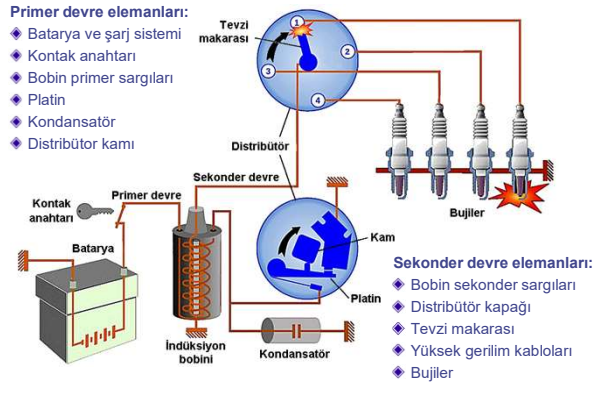 Primer devre elemanları:
Batarya ve şarj sistemi
Kontak anahtarı
Bobin primer sargıları
Platin
Kondansatör
Distribütor kamı
Tevzi
makarası
1
2
3
4
Distribütör
Sekonder devre
Primer devre
Kontak
anahtarı
Batarya
Bujiler
Kam
Platin
İndüksiyon
bobini
Kondansatör
Sekonder devre elemanları:
Bobin sekonder sargıları
Distribütör kapağı
Tevzi makarası
Yüksek gerilim kabloları
Bujiler